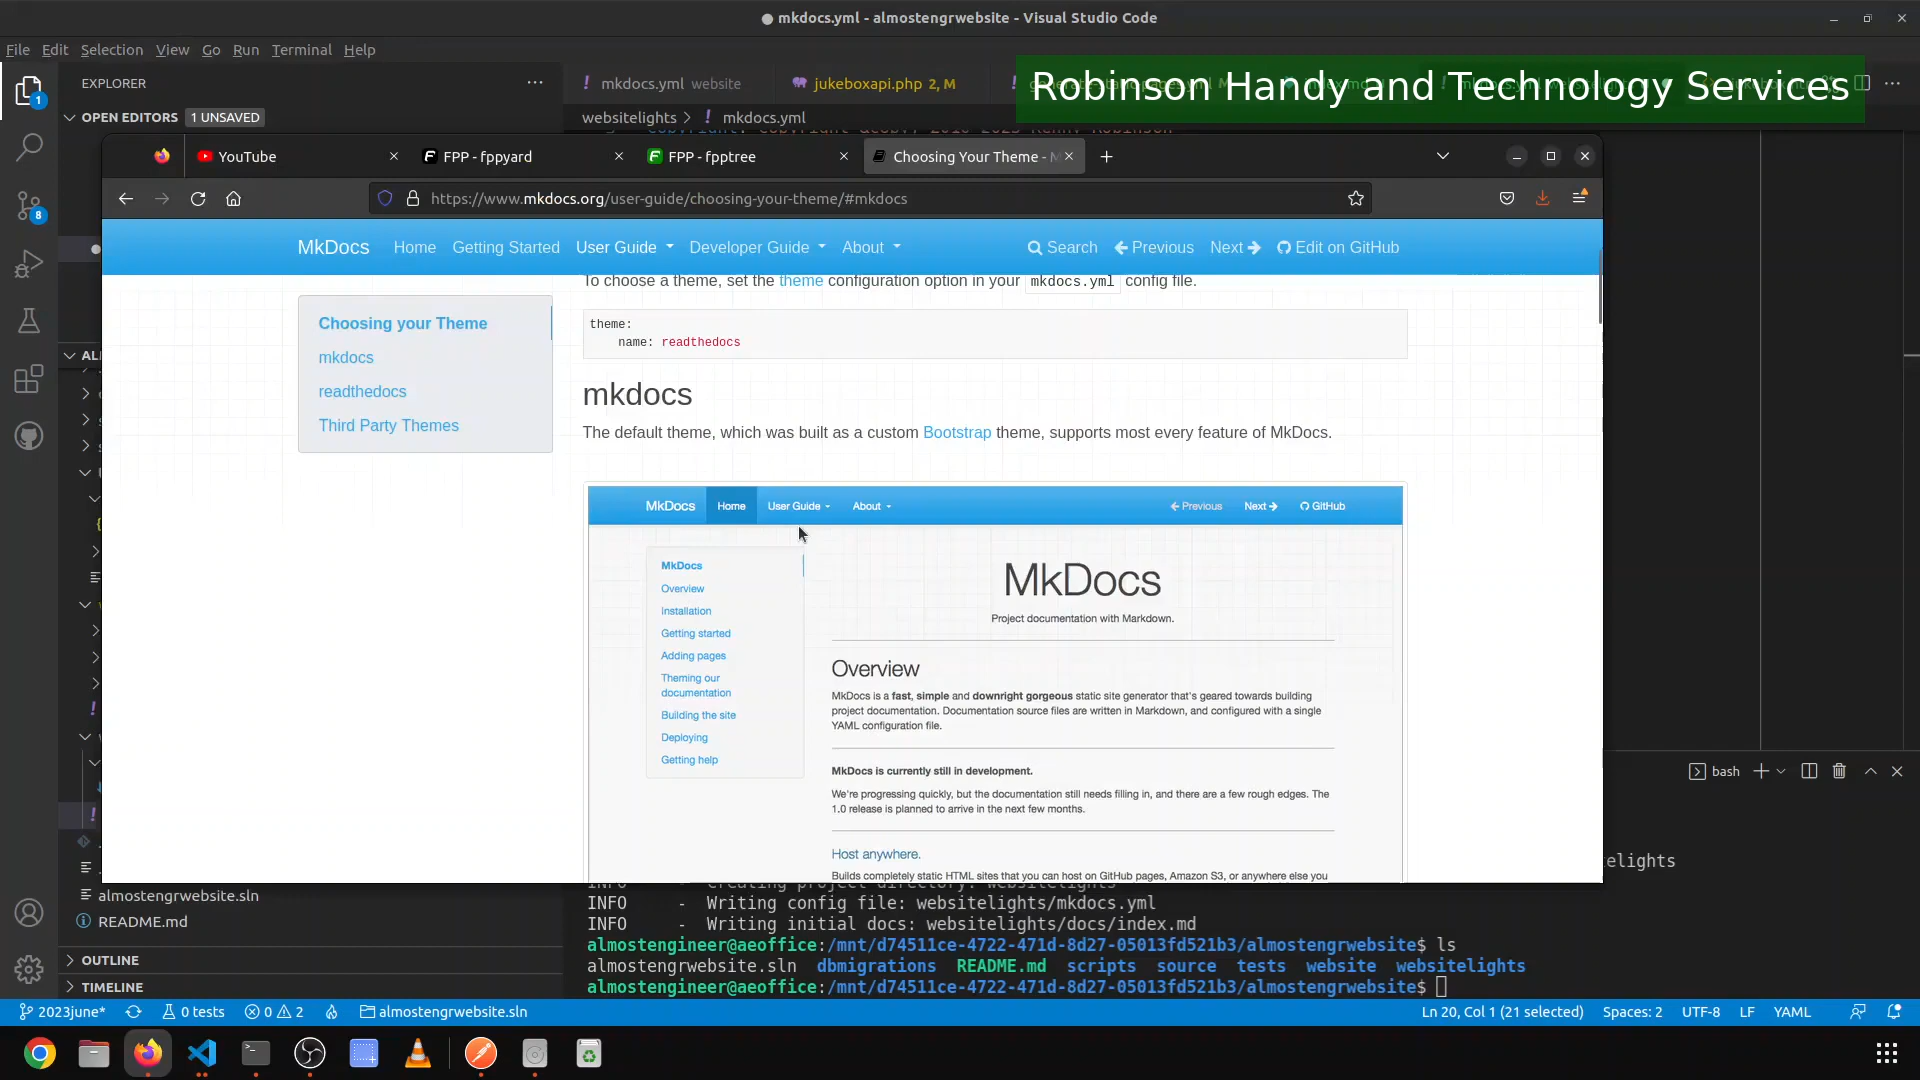 mkdocs.yml - almostengrwebsite - Visual Studio Code
File Edit Selection View Go Run Terminal Help
EXPLORER
mkdocs.yml website
jukeboxapi.php 2, M
Robinson Handy and Technology Services
OPEN EDITORS 1 UNSAVED
websitelights > ! mkdocs.yml
YouTube
FPP - fppyard
FPP - fpptree
Choosing Your Theme - M
https://www.mkdocs.org/user-guide/choosing-your-theme/#mkdocs
MkDocs Home Getting Started User Guide Developer Guide About Search Previous Next Edit on GitHub
To choose a theme, set the theme configuration option in your mkdocs.yml config file.
Choosing your Theme
mkdocs
readthedocs
Third Party Themes
theme:
name: readthedocs
mkdocs
The default theme, which was built as a custom Bootstrap theme, supports most every feature of MkDocs.
MkDocs Home User Guide About Previous Next GitHub
MkDocs
Overview
Installation
Getting started
Adding pages
Theming our
documentation
Building the site
Deploying
Getting help
MkDocs
Project documentation with Markdown.
Overview
MkDocs is a fast, simple and downright gorgeous static site generator that's geared towards building
project documentation. Documentation source files are written in Markdown, and configured with a single
YAML configuration file.
MkDocs is currently still in development.
We're progressing quickly, but the documentation still needs filling in, and there are a few rough edges. The
1.0 release is planned to arrive in the next few months.
Host anywhere.
Builds completely static HTML sites that you can host on GitHub pages, Amazon S3, or anywhere else you
AL
bash
elights
almostengrwebsite.sln
README.md
OUTLINE
TIMELINE
INFO - Creating project directory: websitelights
INFO - Writing config file: websitelights/mkdocs.yml
INFO - Writing initial docs: websitelights/docs/index.md
almostengineer@aeoffice:/mnt/d74511ce-4722-471d-8d27-05013fd521b3/almostengrwebsite$ ls
almostengrwebsite.sln dbmigrations README.md scripts source tests website websitelights
almostengineer@aeoffice:/mnt/d74511ce-4722-471d-8d27-05013fd521b3/almostengrwebsite$
1
8
2023june* 0 tests 0 2 almostengrwebsite.sln Ln 20, Col 1 (21 selected) Spaces: 2 UTF-8 LF YAML